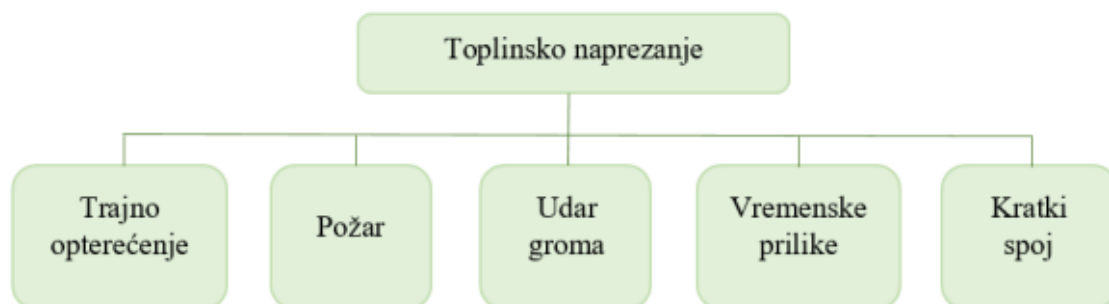 Toplinsko naprezanje
Trajno
opterećenje
Požar
Udar
groma
Vremenske
prilike
Kratki
spoj